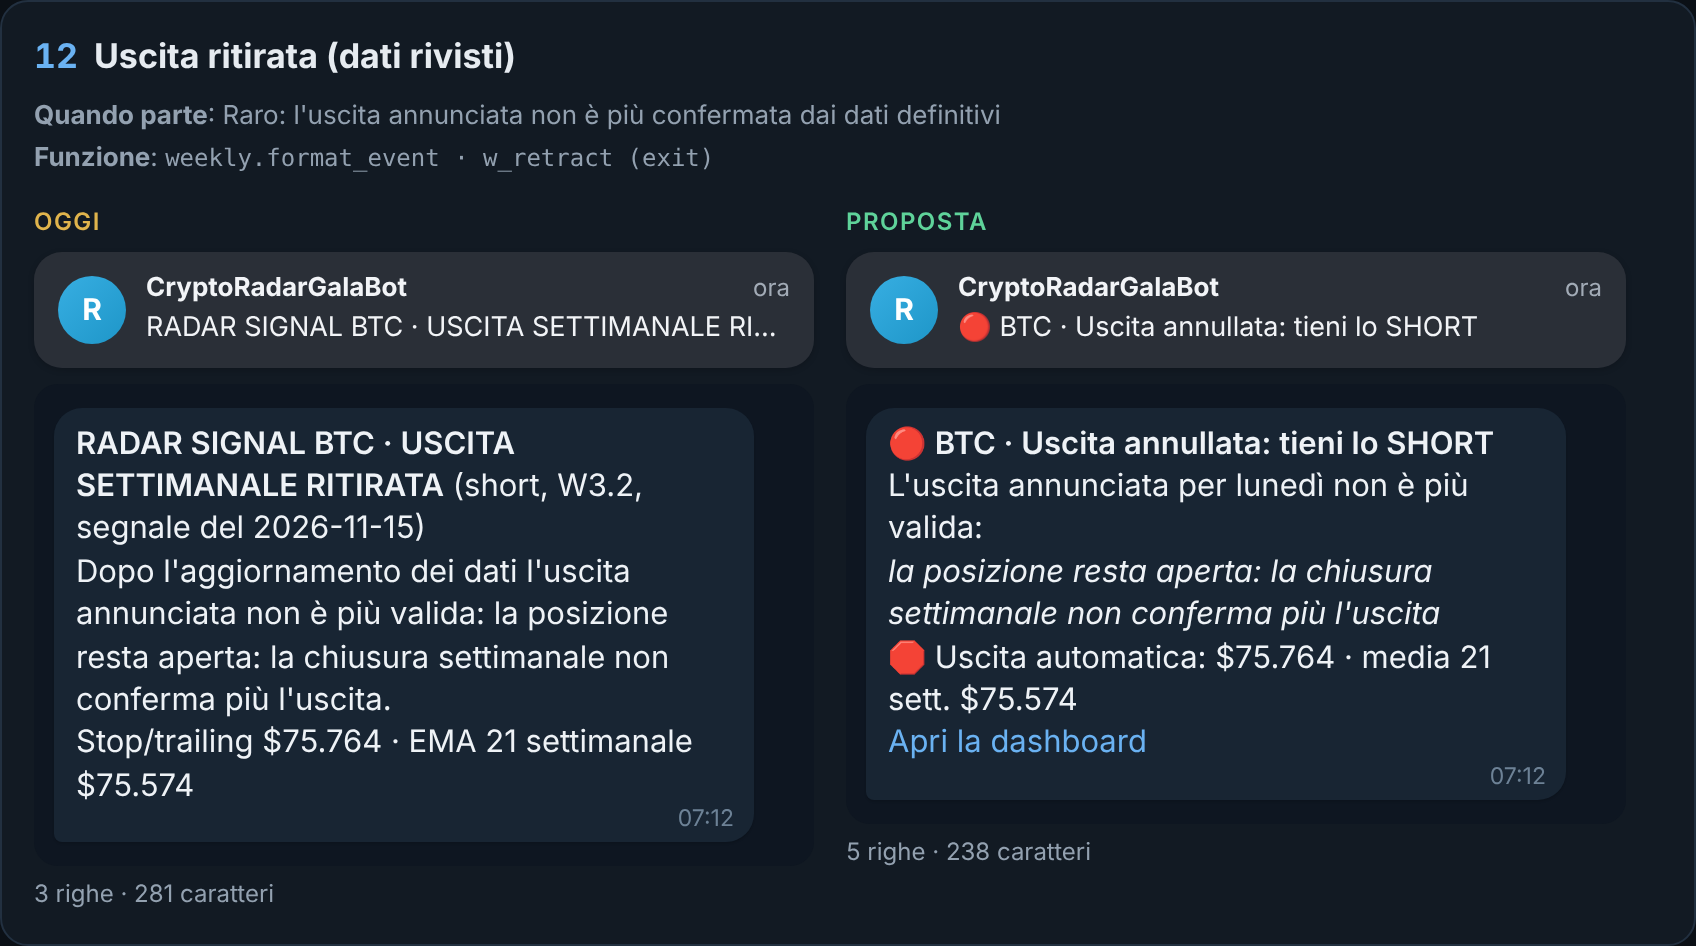 12 Uscita ritirata (dati rivisti)
Quando parte: Raro: l'uscita annunciata non è più confermata dai dati definitivi
Funzione: weekly.format_event · w_retract (exit)
OGGI
R
CryptoRadarGalaBot
ora
RADAR SIGNAL BTC · USCITA SETTIMANALE RI...
RADAR SIGNAL BTC · USCITA
SETTIMANALE RITIRATA (short, W3.2,
segnale del 2026-11-15)
Dopo l'aggiornamento dei dati l'uscita
annunciata non è più valida: la posizione
resta aperta: la chiusura settimanale non
conferma più l'uscita.
Stop/trailing $75.764 · EMA 21 settimanale
$75.574
07:12
3 righe · 281 caratteri
PROPOSTA
R
CryptoRadarGalaBot
ora
🔴 BTC · Uscita annullata: tieni lo SHORT
🔴 BTC · Uscita annullata: tieni lo SHORT
L'uscita annunciata per lunedì non è più
valida:
la posizione resta aperta: la chiusura
settimanale non conferma più l'uscita
🛑 Uscita automatica: $75.764 · media 21
sett. $75.574
Apri la dashboard
07:12
5 righe · 238 caratteri